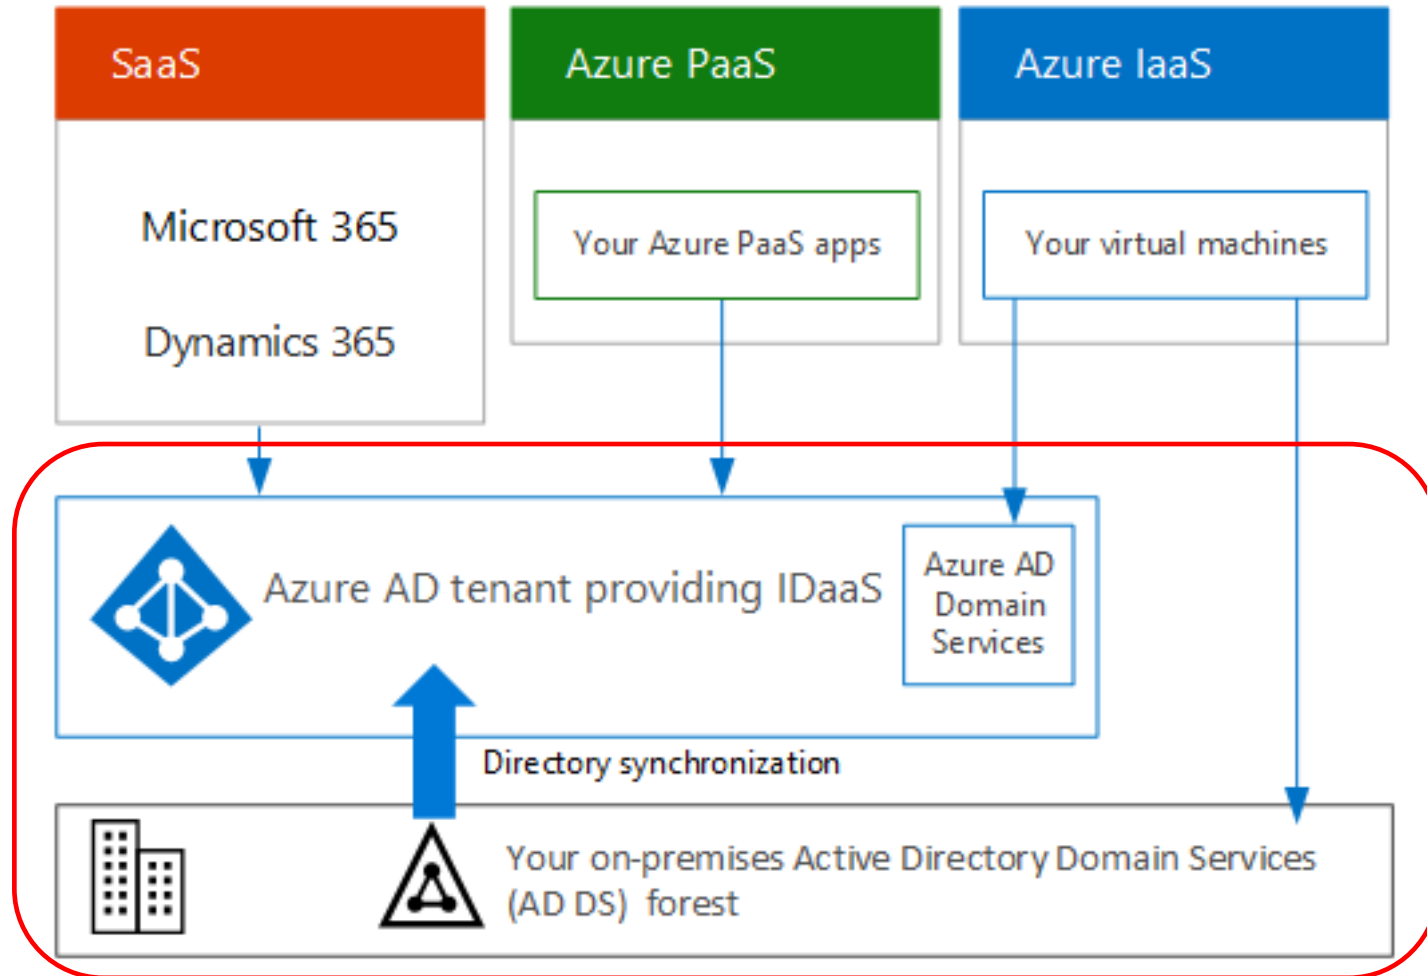 SaaS
Azure PaaS
Azure IaaS
Microsoft 365
Dynamics 365
Your Azure PaaS apps
Your virtual machines
Azure AD tenant providing IDaaS
Azure AD
Domain
Services
Directory synchronization
Your on-premises Active Directory Domain Services
(AD DS) forest